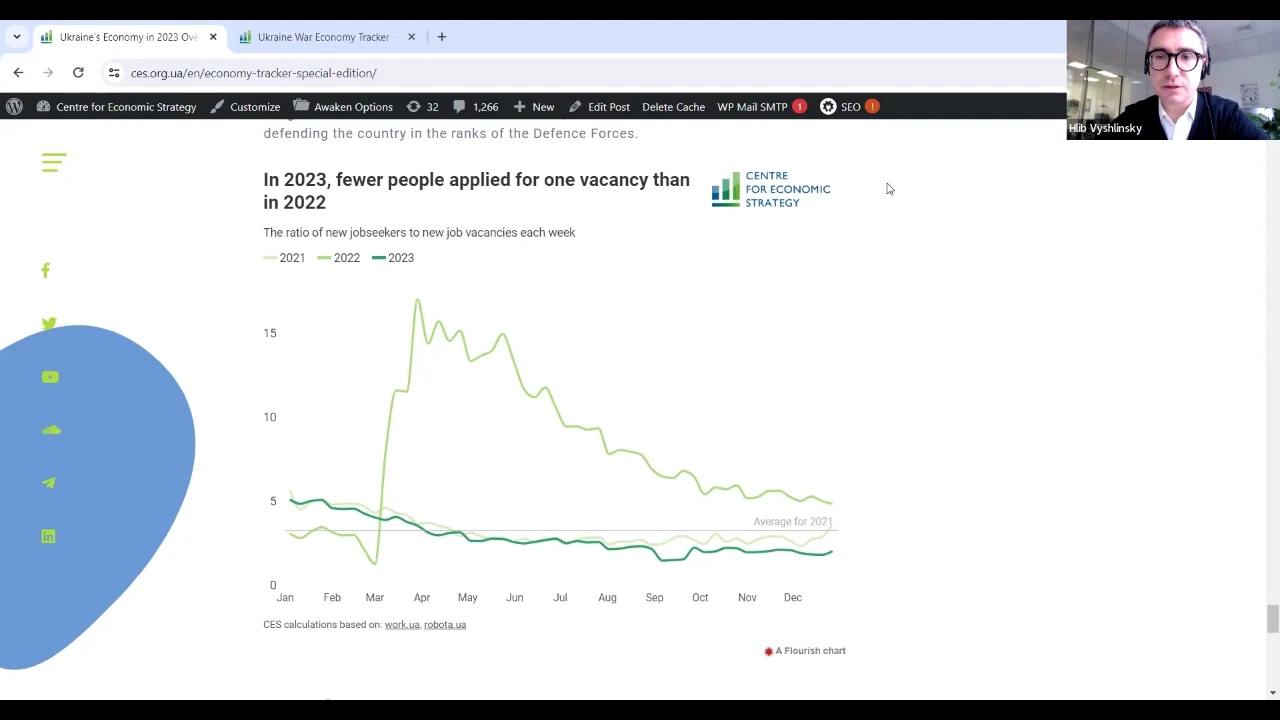 Ukraine's Economy in 2023 Ove
Ukraine War Economy Tracker -
ces.org.ua/en/economy-tracker-special-edition/
Centre for Economic Strategy Customize Awaken Options 32 1,266 New Edit Post Delete Cache WP Mail SMTP 1 SEO !
Hlib Vyshlinsky
defending the country in the ranks of the Defence Forces.
In 2023, fewer people applied for one vacancy than
in 2022
CENTRE
FOR ECONOMIC
STRATEGY
The ratio of new jobseekers to new job vacancies each week
2021 2022 2023
15
10
5
Average for 2021
0
Jan Feb Mar Apr May Jun Jul Aug Sep Oct Nov Dec
CES calculations based on: work.ua, robota.ua
A Flourish chart